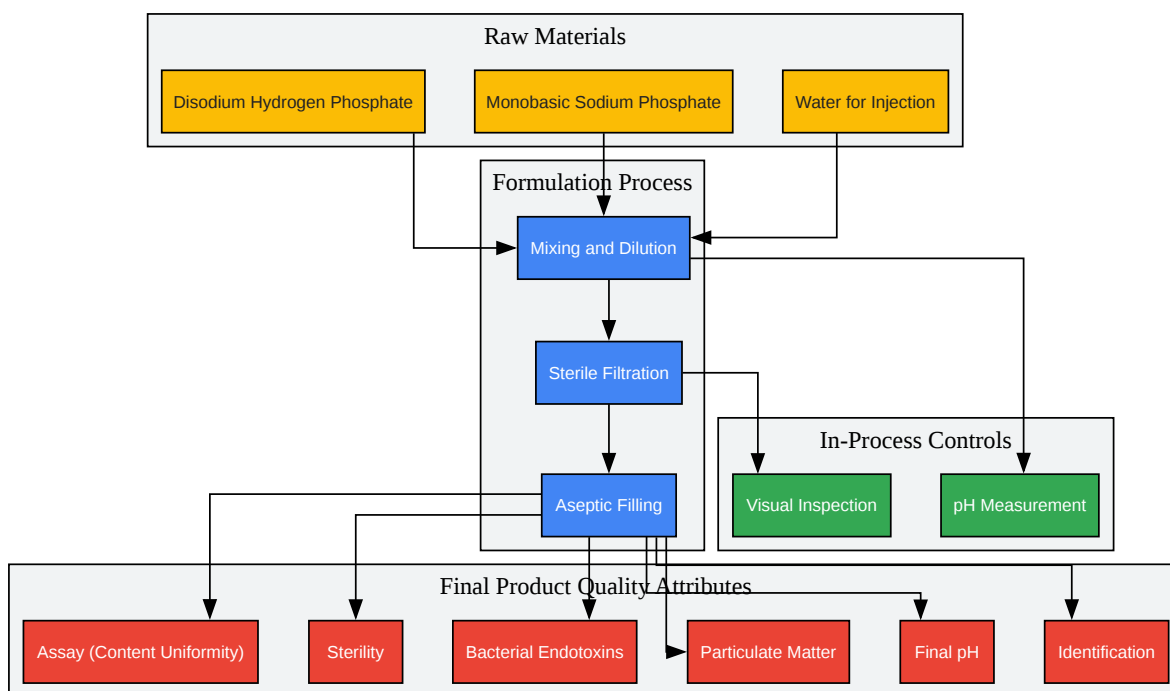 Raw Materials
Disodium Hydrogen Phosphate
Monobasic Sodium Phosphate
Water for Injection
Formulation Process
Mixing and Dilution
Sterile Filtration
In-Process Controls
Aseptic Filling
Visual Inspection
pH Measurement
Final Product Quality Attributes
Assay (Content Uniformity)
Sterility
Bacterial Endotoxins
Particulate Matter
Final pH
Identification